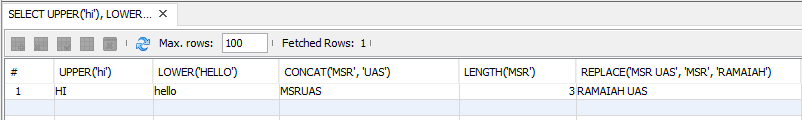 SELECT UPPER('hi'), LOWER...
Max. rows: 100 Fetched Rows: 1
# UPPER('hi') LOWER('HELLO') CONCAT('MSR', 'UAS') LENGTH('MSR') REPLACE('MSR UAS', 'MSR', 'RAMAIAH')
1 HI hello MSRUAS 3 RAMAIAH UAS